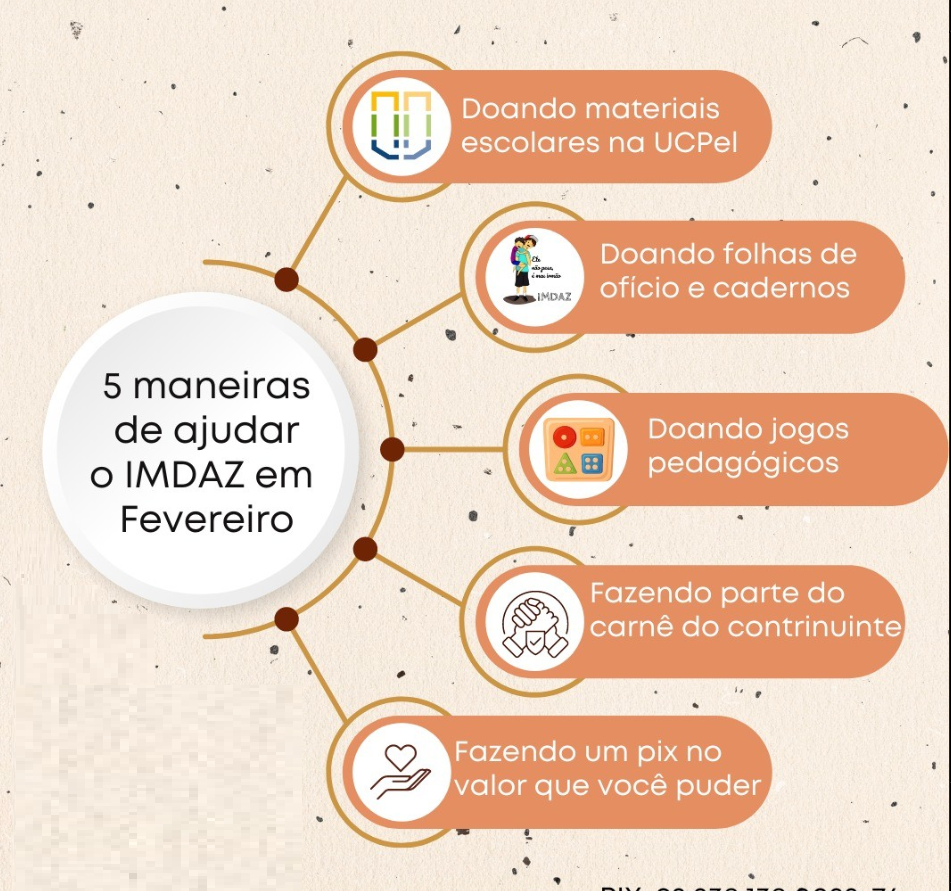 5 maneiras
de ajudar
o IMDAZ em
Fevereiro
Doando materiais
escolares na UCPel
Ele
não pesa,
é meu irmão
IMDAZ
Doando folhas de
ofício e cadernos
Doando jogos
pedagógicos
Fazendo parte do
carnê do contrinuinte
Fazendo um pix no
valor que você puder